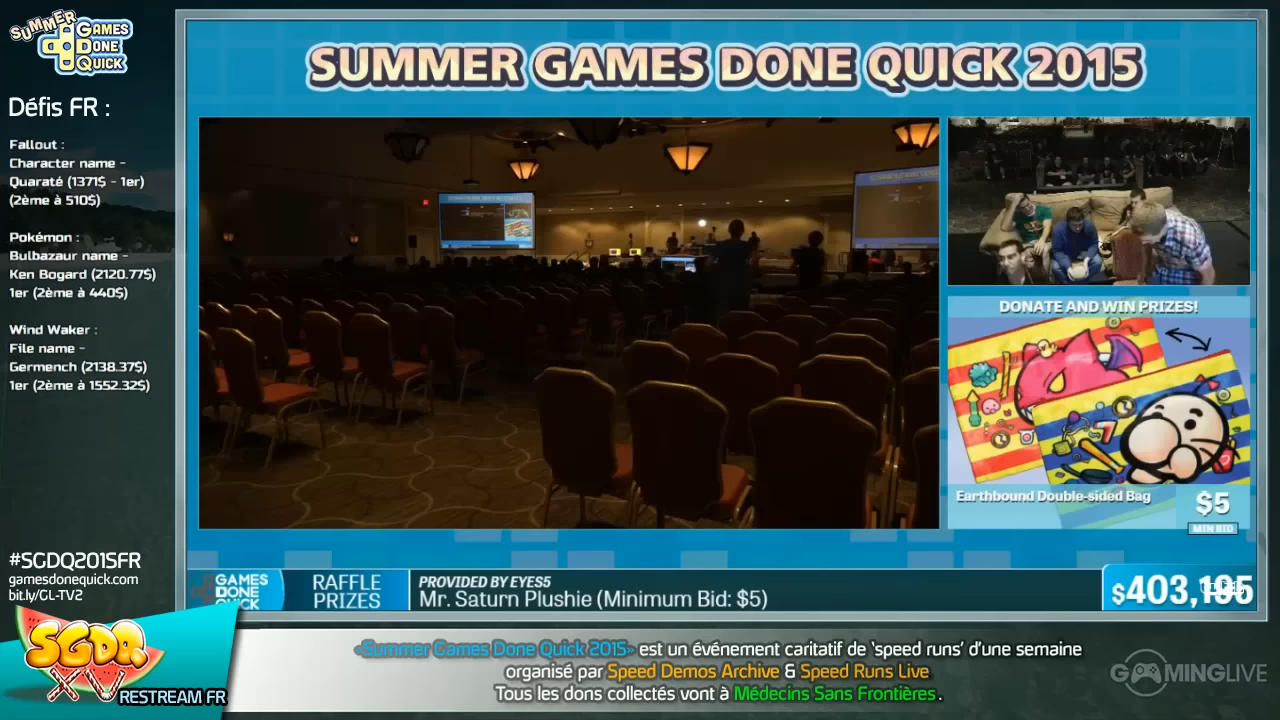 SUMMER
GAMES
DONE
QUICK
Défis FR :
Fallout :
Character name -
Quaraté (1371$ - 1er)
(2ème à 510$)
Pokémon :
Bulbazaur name -
Ken Bogard (2120.77$)
1er (2ème à 440$)
Wind Waker :
File name -
Germench (2138.37$)
1er (2ème à 1552.32$)
#SGDQ2015FR
gamesdonequick.com
bit.ly/GL-TV2
SGDQ
XV
RESTREAM FR
SUMMER GAMES DONE QUICK 2015
DONATE AND WIN PRIZES!
Earthbound Double-sided Bag
$5
MIN BID
GAMES
DONE
QUICK
RAFFLE
PRIZES
PROVIDED BY EYES5
Mr. Saturn Plushie (Minimum Bid: $5)
$403,195
«Summer Games Done Quick 2015» est un événement caritatif de 'speed runs' d'une semaine
organisé par Speed Demos Archive & Speed Runs Live
Tous les dons collectés vont à Médecins Sans Frontières.
GAMINGLIVE